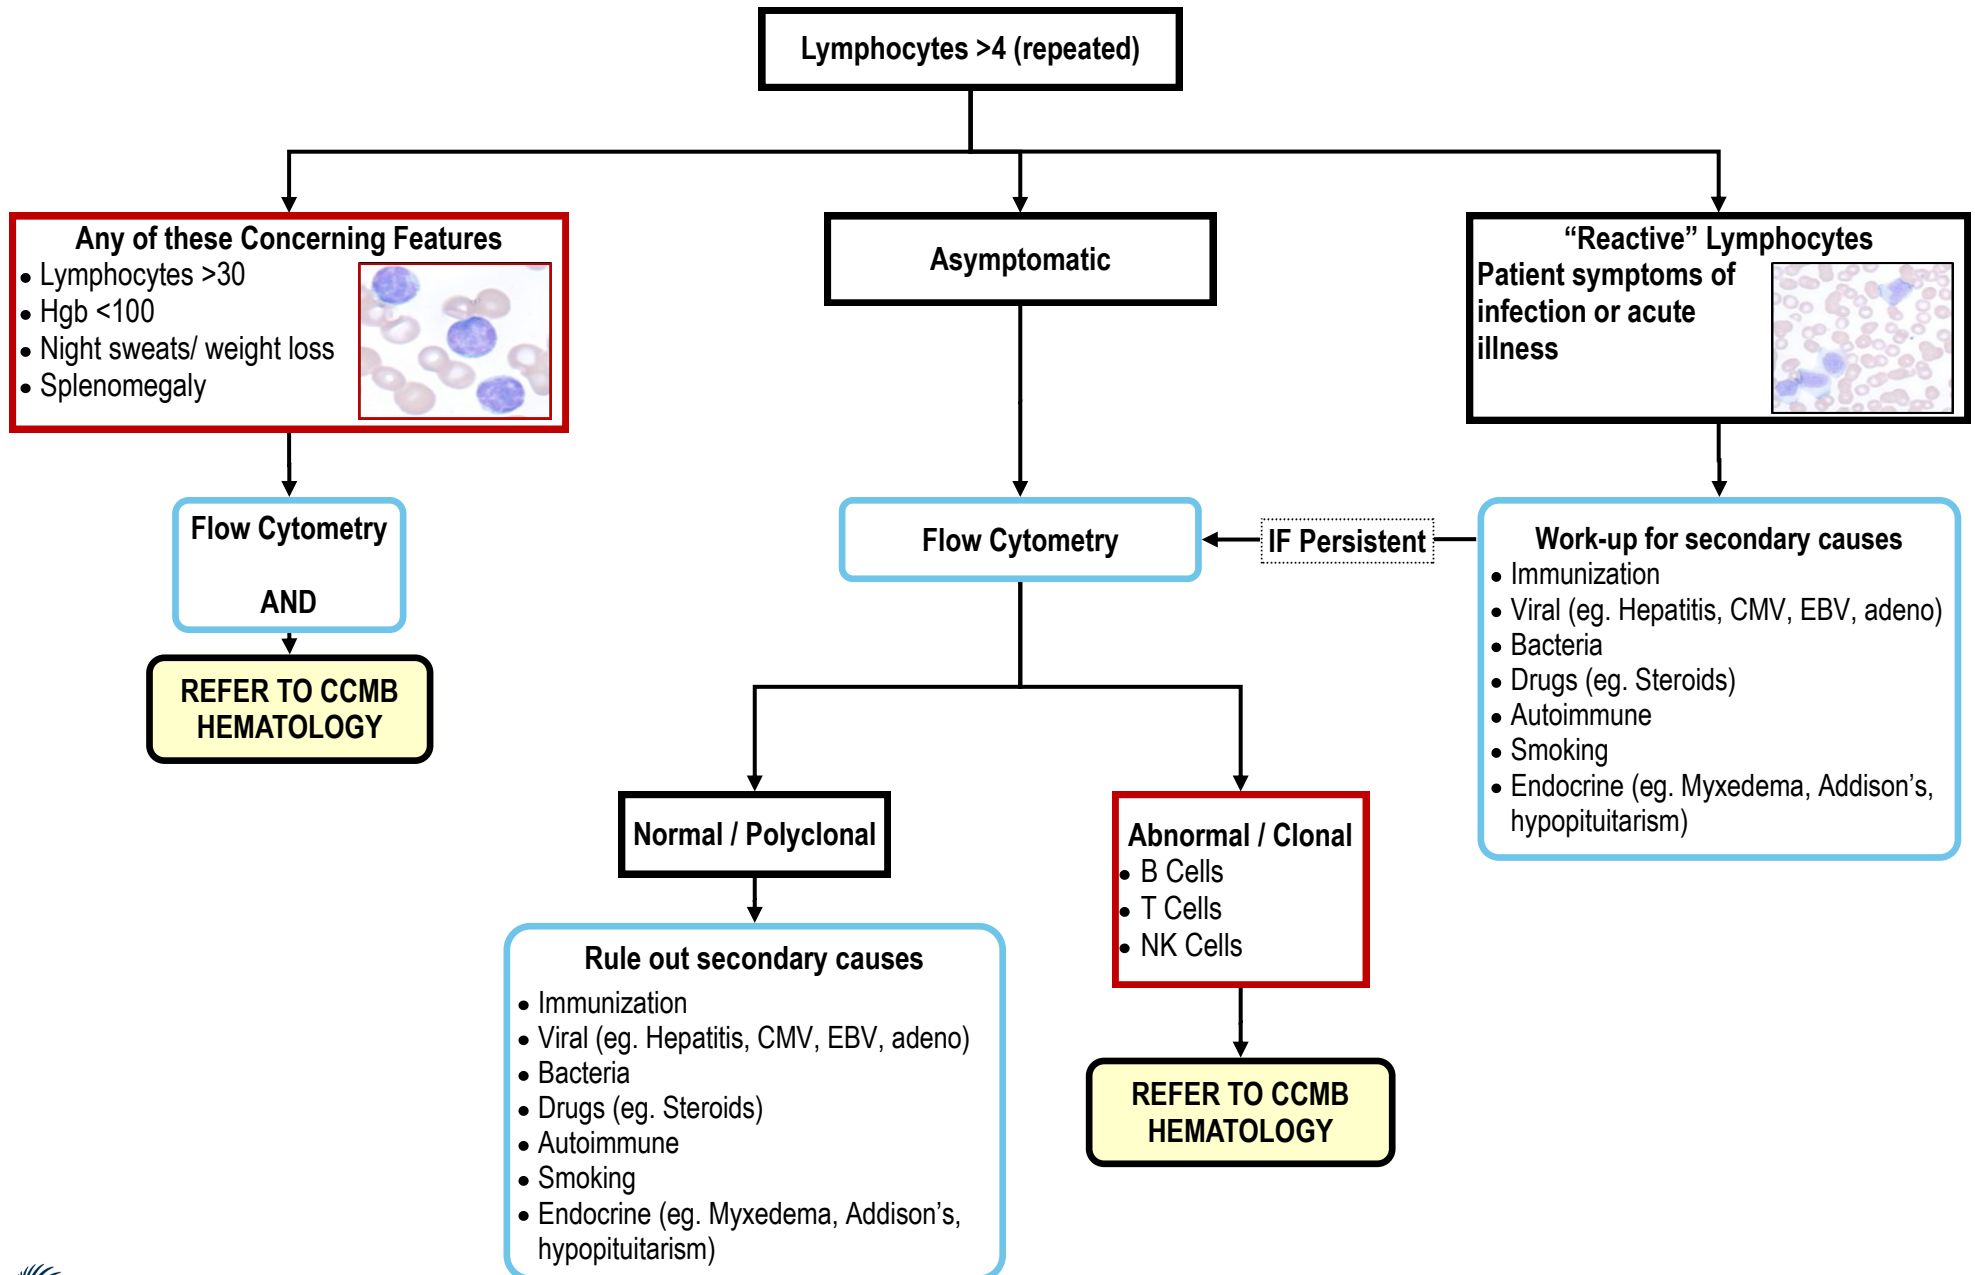 Lymphocytes >4 (repeated)
Any of these Concerning Features
• Lymphocytes >30
• Hgb <100
• Night sweats/ weight loss
• Splenomegaly
Asymptomatic
“Reactive” Lymphocytes
Patient symptoms of
infection or acute
illness
Flow Cytometry
AND
REFER TO CCMB
HEMATOLOGY
Flow Cytometry
IF Persistent
Work-up for secondary causes
• Immunization
• Viral (eg. Hepatitis, CMV, EBV, adeno)
• Bacteria
• Drugs (eg. Steroids)
• Autoimmune
• Smoking
• Endocrine (eg. Myxedema, Addison’s,
hypopituitarism)
Normal / Polyclonal
Abnormal / Clonal
• B Cells
• T Cells
• NK Cells
Rule out secondary causes
• Immunization
• Viral (eg. Hepatitis, CMV, EBV, adeno)
• Bacteria
• Drugs (eg. Steroids)
• Autoimmune
• Smoking
• Endocrine (eg. Myxedema, Addison’s,
hypopituitarism)
REFER TO CCMB
HEMATOLOGY